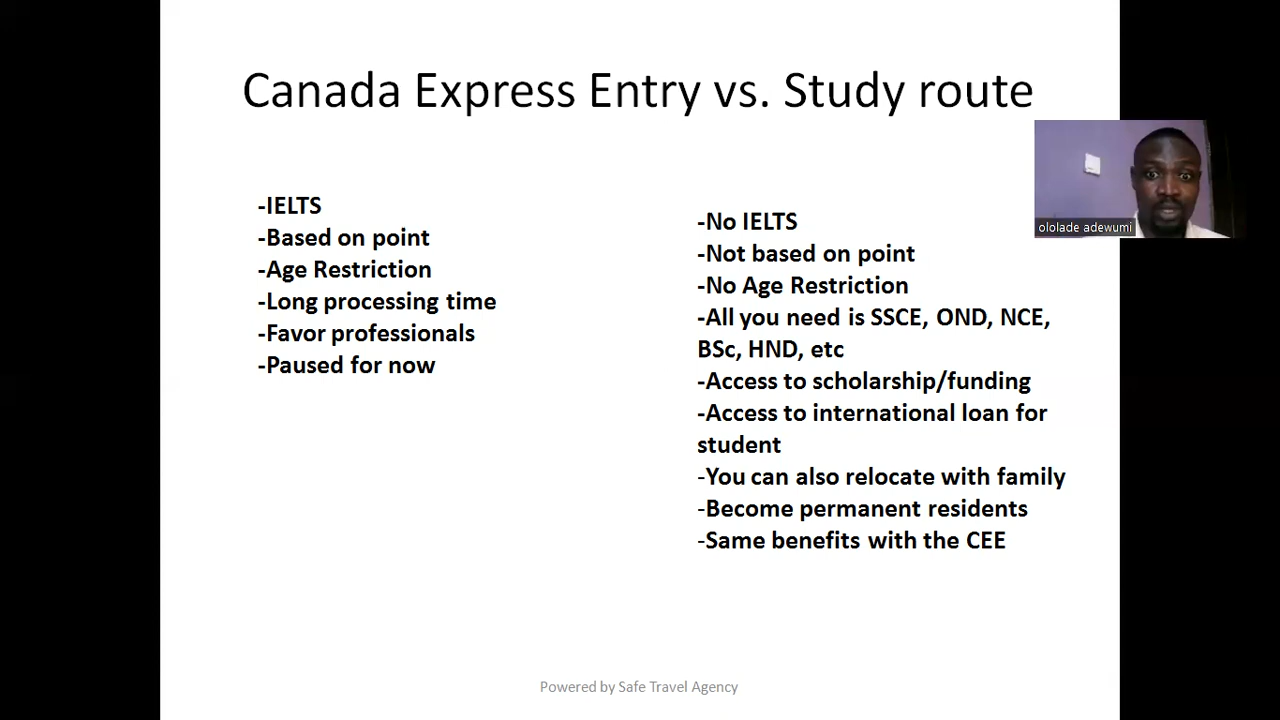 Canada Express Entry vs. Study route
-IELTS
-Based on point
-Age Restriction
-Long processing time
-Favor professionals
-Paused for now
-No IELTS
-Not based on point
-No Age Restriction
-All you need is SSCE, OND, NCE,
BSc, HND, etc
-Access to scholarship/funding
-Access to international loan for
student
-You can also relocate with family
-Become permanent residents
-Same benefits with the CEE
ololade adewumi
Powered by Safe Travel Agency